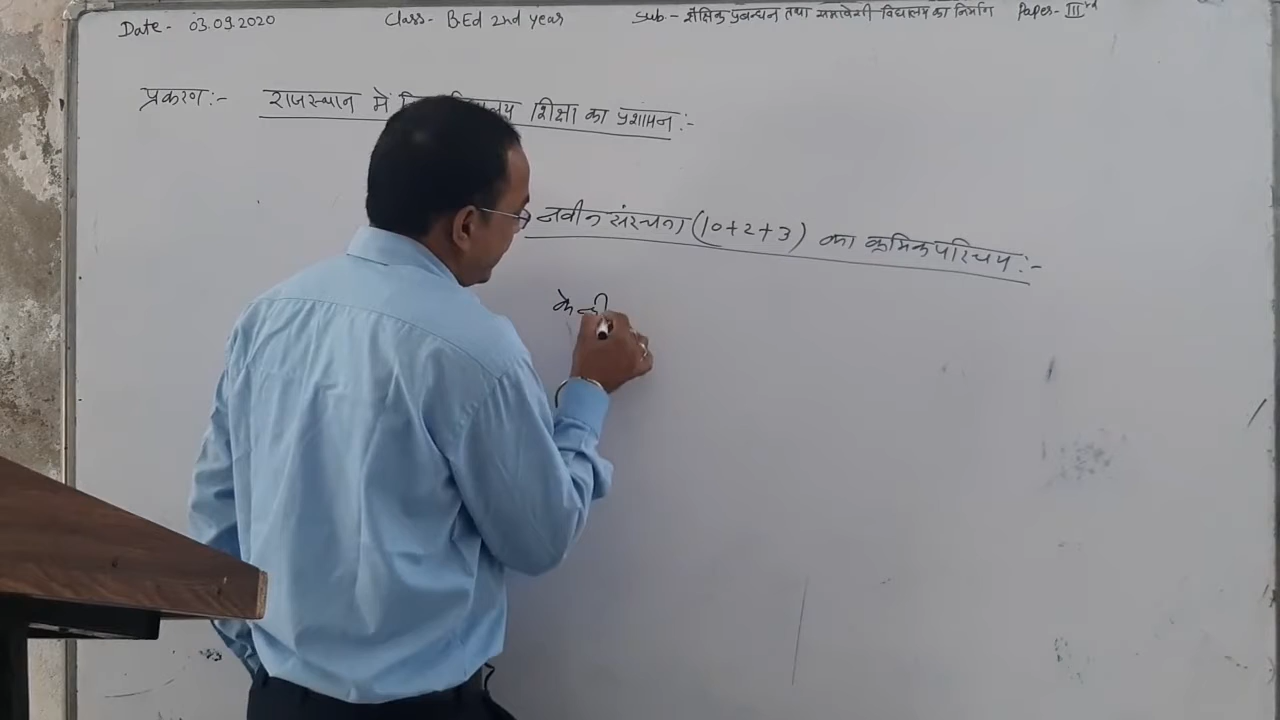 Date- 03.09.2020 Class- B.Ed 2nd year Sub- शैक्षिक प्रबन्धन तथा समावेशी विद्यालय का निर्माण Paper- IIIrd
प्रकरण:- राजस्थान में शिक्षा का प्रशासन:-
नवीन संरचना (10+2+3) का क्रमिक परिचय:-